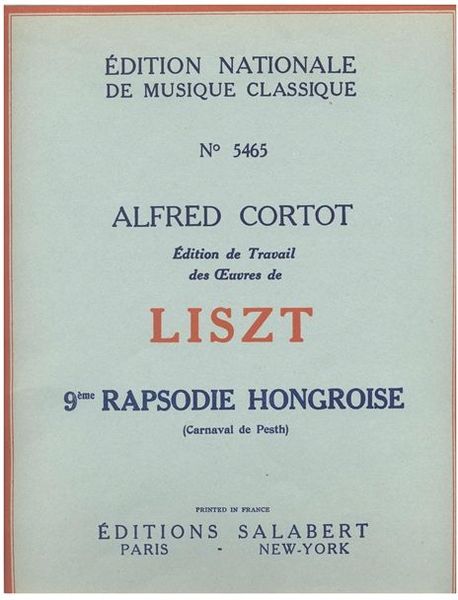 ÉDITION NATIONALE
DE MUSIQUE CLASSIQUE
Nº 5465
ALFRED CORTOT
Édition de Travail
des Œuvres de
LISZT
9ème RAPSODIE HONGROISE
(Carnaval de Pesth)
PRINTED IN FRANCE
ÉDITIONS SALABERT
PARIS - NEW-YORK